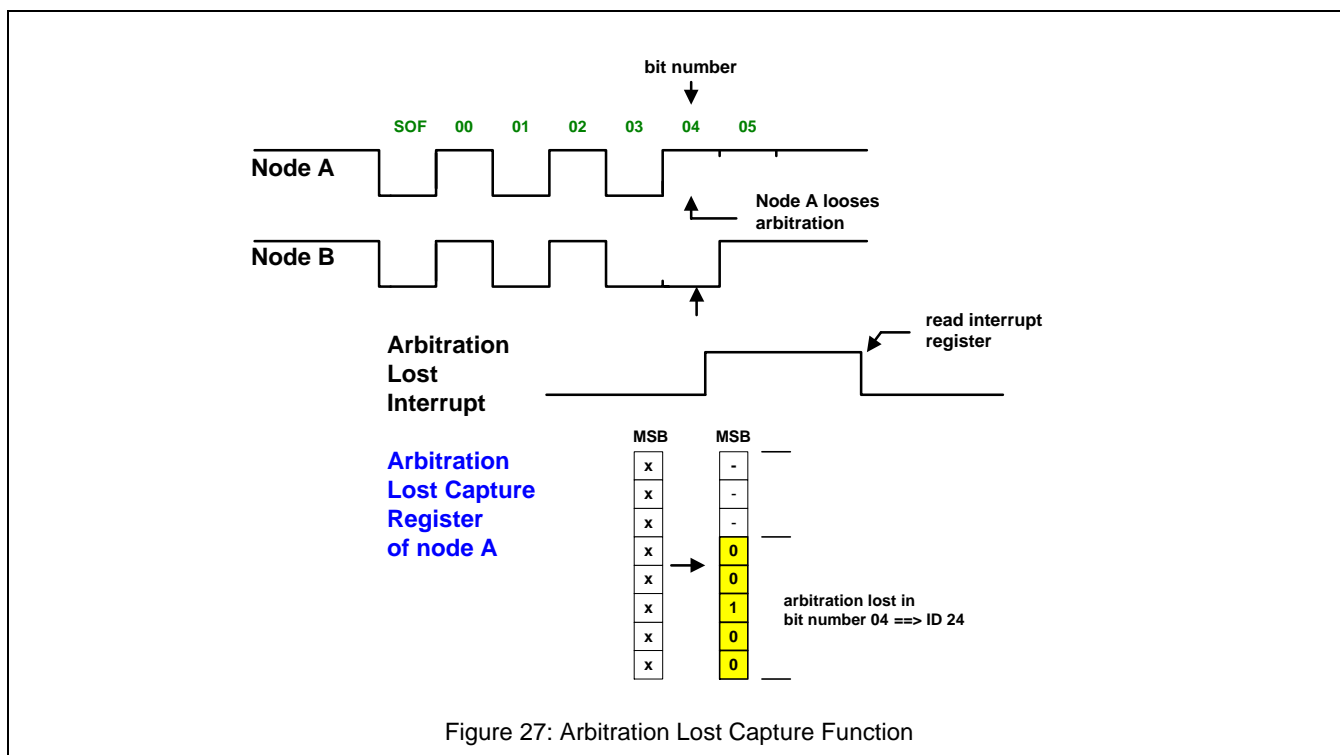 bit number
SOF 00 01 02 03 04 05
Node A
Node A looses
arbitration
Node B
read interrupt
register
Arbitration
Lost
Interrupt
MSB MSB
Arbitration
Lost Capture
Register
of node A
x -
x -
x -
x 0
x 0
x 1
x 0
x 0
arbitration lost in
bit number 04 ==> ID 24
Figure 27: Arbitration Lost Capture Function